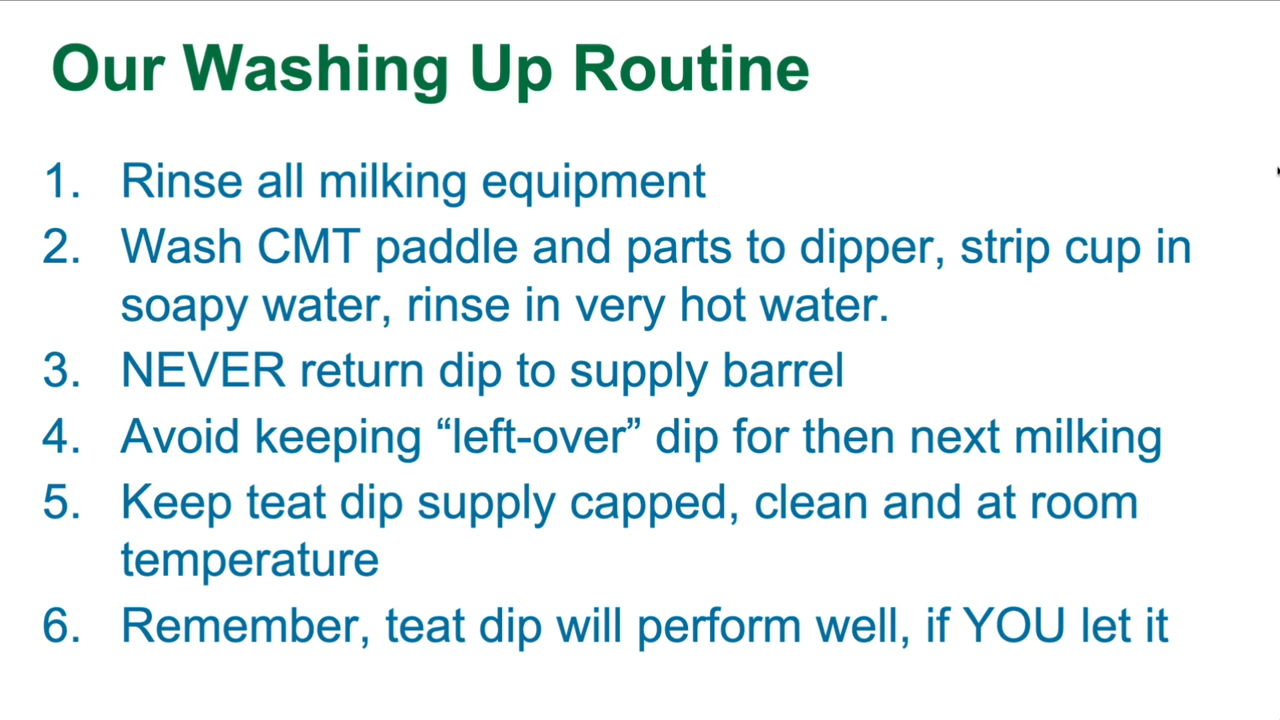 Our Washing Up Routine
1. Rinse all milking equipment
2. Wash CMT paddle and parts to dipper, strip cup in
soapy water, rinse in very hot water.
3. NEVER return dip to supply barrel
4. Avoid keeping “left-over” dip for then next milking
5. Keep teat dip supply capped, clean and at room
temperature
6. Remember, teat dip will perform well, if YOU let it